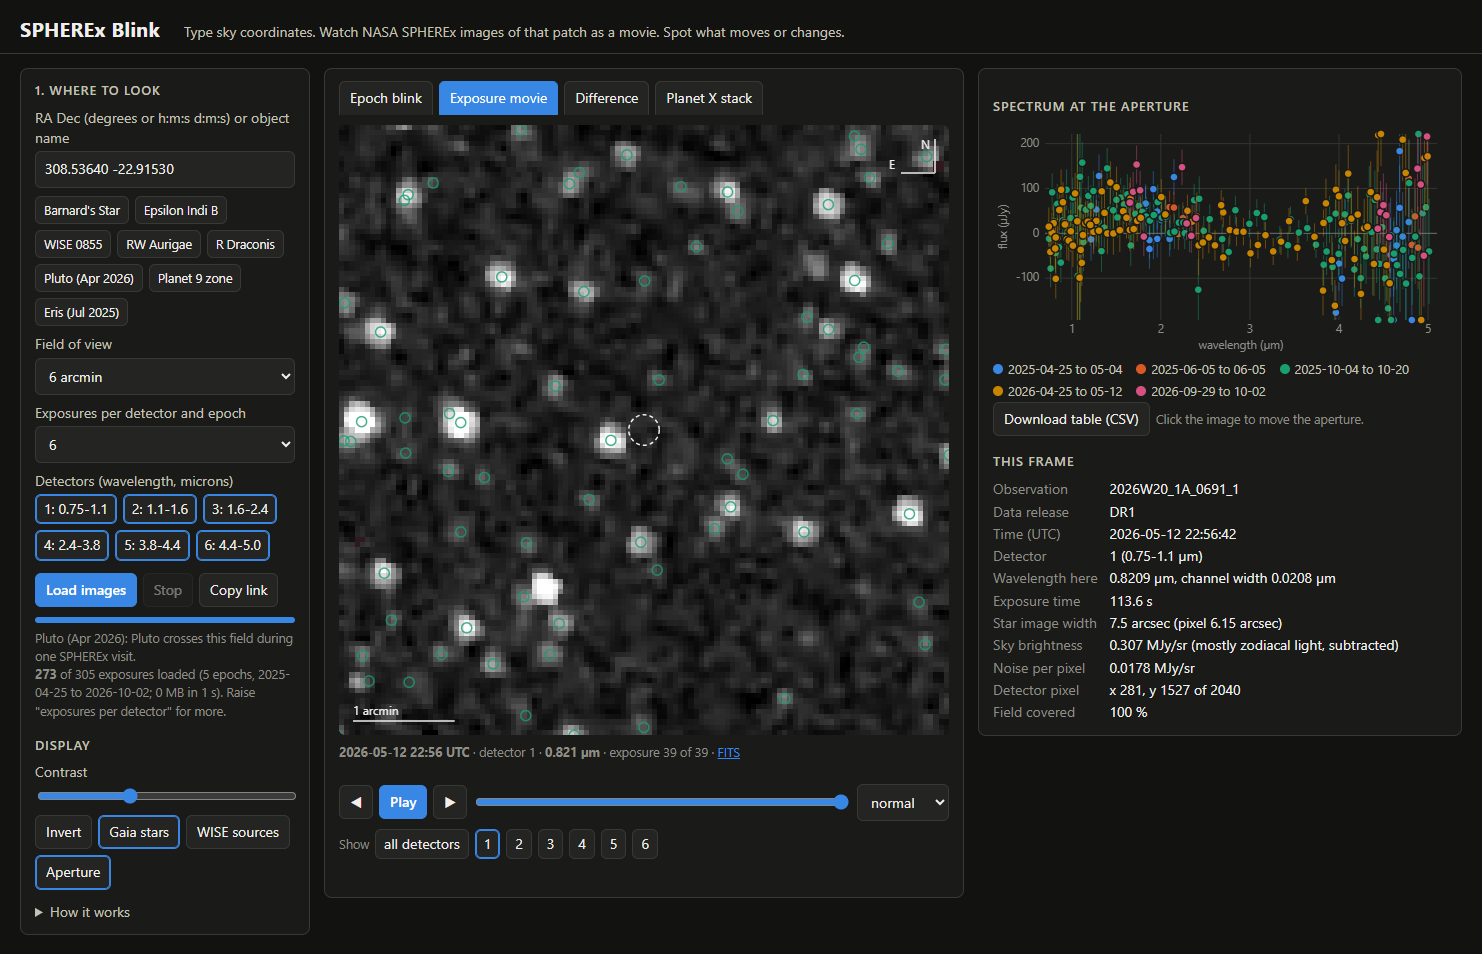 SPHEREx Blink
Type sky coordinates. Watch NASA SPHEREx images of that patch as a movie. Spot what moves or changes.
1. WHERE TO LOOK
RA Dec (degrees or h:m:s d:m:s) or object
name
308.53640 -22.91530
Barnard's Star
Epsilon Indi B
WISE 0855
RW Aurigae
R Draconis
Pluto (Apr 2026)
Planet 9 zone
Eris (Jul 2025)
Field of view
6 arcmin
Exposures per detector and epoch
6
Detectors (wavelength, microns)
1: 0.75-1.1
2: 1.1-1.6
3: 1.6-2.4
4: 2.4-3.8
5: 3.8-4.4
6: 4.4-5.0
Load images
Stop
Copy link
Pluto (Apr 2026): Pluto crosses this field during
one SPHEREx visit.
273 of 305 exposures loaded (5 epochs, 2025-
04-25 to 2026-10-02; 0 MB in 1 s). Raise
"exposures per detector" for more.
DISPLAY
Contrast
Invert
Gaia stars
WISE sources
Aperture
How it works
Epoch blink
Exposure movie
Difference
Planet X stack
N
E
1 arcmin
2026-05-12 22:56 UTC · detector 1 · 0.821 µm · exposure 39 of 39 · FITS
Play
normal
Show
all detectors
1
2
3
4
5
6
SPECTRUM AT THE APERTURE
200
100
0
-100
flux (µJy)
1
2
3
4
5
wavelength (µm)
2025-04-25 to 05-04
2025-06-05 to 06-05
2025-10-04 to 10-20
2026-04-25 to 05-12
2026-09-29 to 10-02
Download table (CSV)
Click the image to move the aperture.
THIS FRAME
Observation 2026W20_1A_0691_1
Data release DR1
Time (UTC) 2026-05-12 22:56:42
Detector 1 (0.75-1.1 µm)
Wavelength here 0.8209 µm, channel width 0.0208 µm
Exposure time 113.6 s
Star image width 7.5 arcsec (pixel 6.15 arcsec)
Sky brightness 0.307 MJy/sr (mostly zodiacal light, subtracted)
Noise per pixel 0.0178 MJy/sr
Detector pixel x 281, y 1527 of 2040
Field covered 100 %